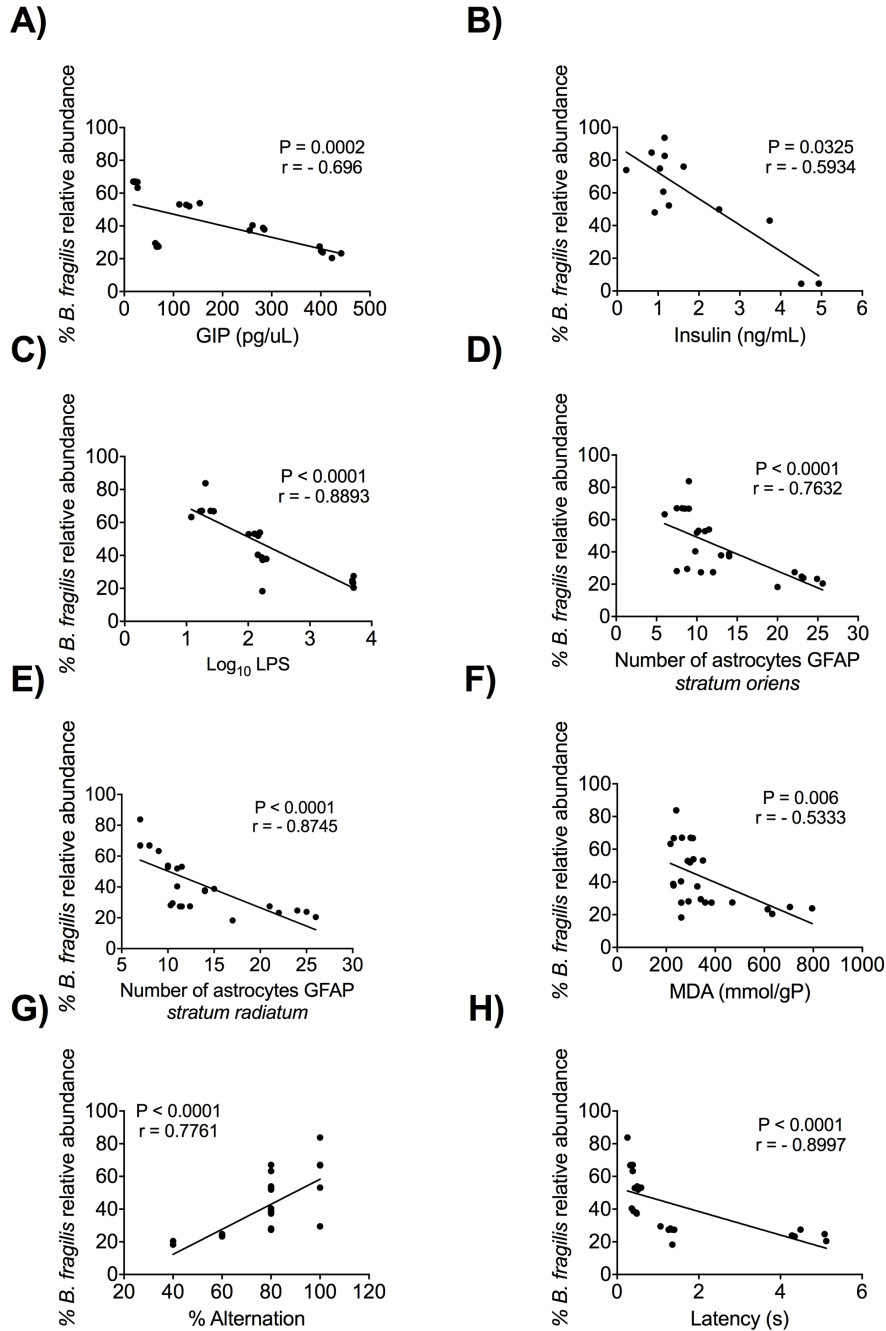 A)
% B. fragilis relative abundance
100
80
60
40
20
0
P = 0.0002
r = - 0.696
0 100 200 300 400 500
GIP (pg/uL)
B)
% B. fragilis relative abundance
100
80
60
40
20
0
P = 0.0325
r = - 0.5934
0 1 2 3 4 5 6
Insulin (ng/mL)
C)
% B. fragilis relative abundance
100
80
60
40
20
0
P < 0.0001
r = - 0.8893
0 1 2 3 4
Log10 LPS
D)
% B. fragilis relative abundance
100
80
60
40
20
0
P < 0.0001
r = - 0.7632
0 5 10 15 20 25 30
Number of astrocytes GFAP
stratum oriens
E)
% B. fragilis relative abundance
100
80
60
40
20
0
P < 0.0001
r = - 0.8745
5 10 15 20 25 30
Number of astrocytes GFAP
stratum radiatum
F)
% B. fragilis relative abundance
100
80
60
40
20
0
P = 0.006
r = - 0.5333
0 200 400 600 800 1000
MDA (mmol/gP)
G)
% B. fragilis relative abundance
100
80
60
40
20
0
P < 0.0001
r = 0.7761
20 40 60 80 100 120
% Alternation
H)
% B. fragilis relative abundance
100
80
60
40
20
0
P < 0.0001
r = - 0.8997
0 2 4 6
Latency (s)